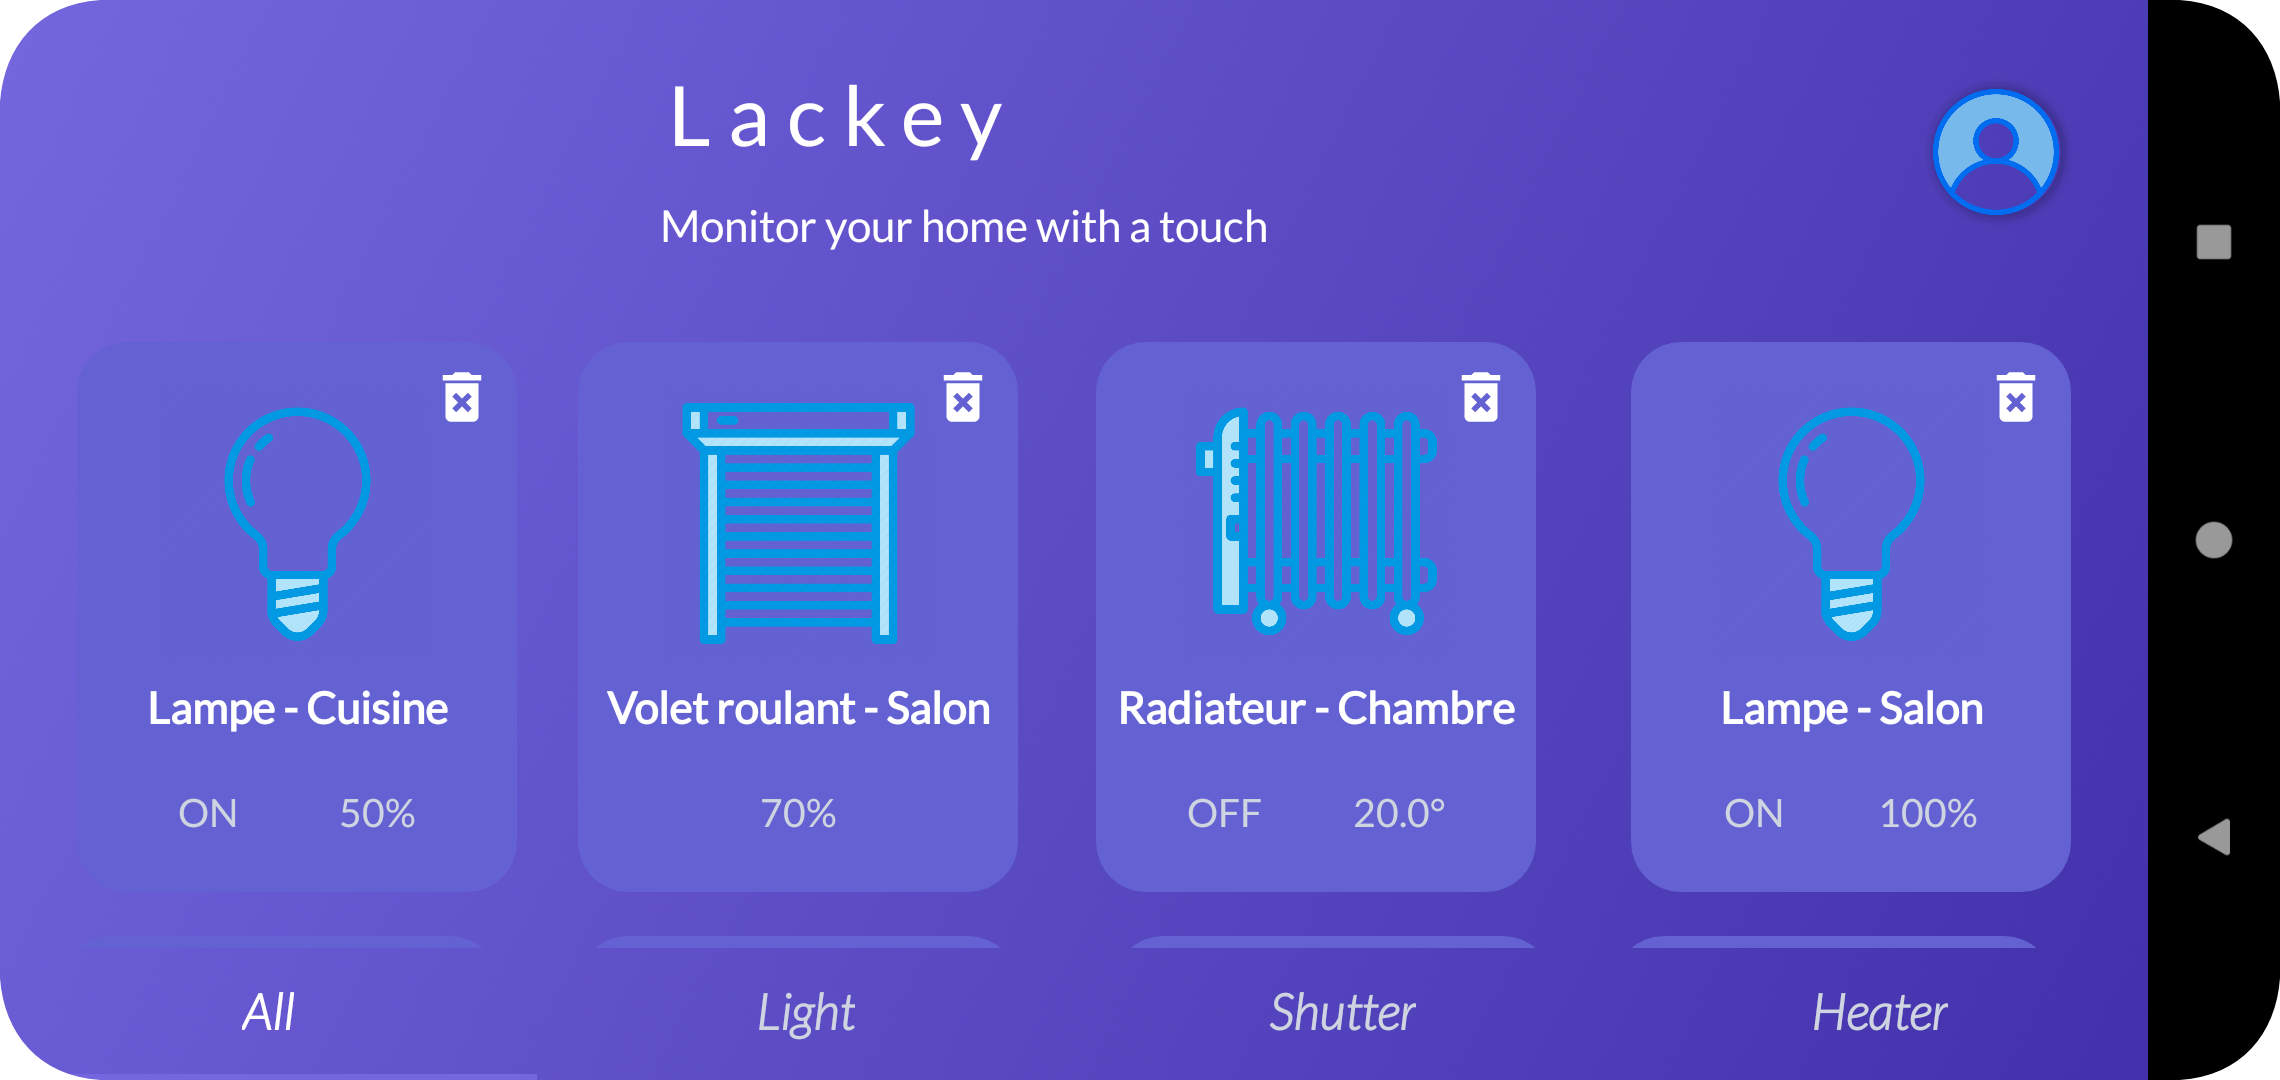 Lackey
Monitor your home with a touch
Lampe - Cuisine
ON 50%
Volet roulant - Salon
70%
Radiateur - Chambre
OFF 20.0°
Lampe - Salon
ON 100%
All
Light
Shutter
Heater